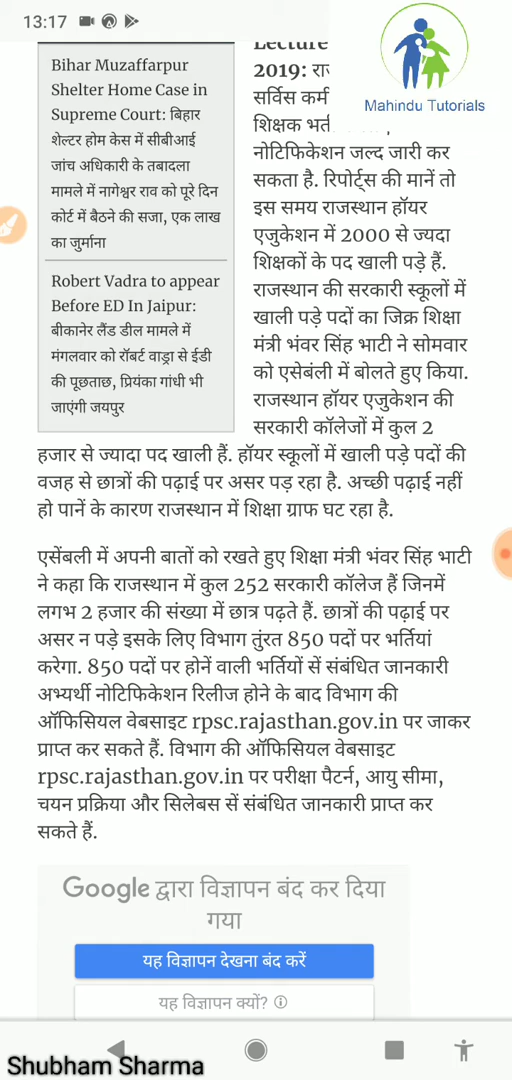 13:17
Mahindu Tutorials
Bihar Muzaffarpur
Shelter Home Case in
Supreme Court: बिहार
शेल्टर होम केस में सीबीआई
जांच अधिकारी के तबादला
मामले में नागेश्वर राव को पूरे दिन
कोर्ट में बैठने की सजा, एक लाख
का जुर्माना
Robert Vadra to appear
Before ED In Jaipur:
बीकानेर लैंड डील मामले में
मंगलवार को रॉबर्ट वाड्रा से ईडी
की पूछताछ, प्रियंका गांधी भी
जाएंगी जयपुर
Lecture
2019:
सर्विस
शिक्षक
नोटिफिकेशन जल्द जारी कर
सकता है. रिपोर्ट्स की मानें तो
इस समय राजस्थान हॉयर
एजुकेशन में 2000 से ज्यदा
शिक्षकों के पद खाली पड़े हैं.
राजस्थान की सरकारी स्कूलों में
खाली पड़े पदों का जिक्र शिक्षा
मंत्री भंवर सिंह भाटी ने सोमवार
को एसेबंली में बोलते हुए किया.
राजस्थान हॉयर एजुकेशन की
सरकारी कॉलेजों में कुल 2
हजार से ज्यादा पद खाली हैं. हॉयर स्कूलों में खाली पड़े पदों की
वजह से छात्रों की पढ़ाई पर असर पड़ रहा है. अच्छी पढ़ाई नहीं
हो पानें के कारण राजस्थान में शिक्षा ग्राफ घट रहा है.
एसेंबली में अपनी बातों को रखते हुए शिक्षा मंत्री भंवर सिंह भाटी
ने कहा कि राजस्थान में कुल 252 सरकारी कॉलेज हैं जिनमें
लगभ 2 हजार की संख्या में छात्र पढ़ते हैं. छात्रों की पढ़ाई पर
असर न पड़े इसके लिए विभाग तुंरत 850 पदों पर भर्तियां
करेगा. 850 पदों पर होनें वाली भर्तियों सें संबंधित जानकारी
अभ्यर्थी नोटिफिकेशन रिलीज होने के बाद विभाग की
ऑफिसियल वेबसाइट rpsc.rajasthan.gov.in पर जाकर
प्राप्त कर सकते हैं. विभाग की ऑफिसियल वेबसाइट
rpsc.rajasthan.gov.in पर परीक्षा पैटर्न, आयु सीमा,
चयन प्रक्रिया और सिलेबस सें संबंधित जानकारी प्राप्त कर
सकते हैं.
Google द्वारा विज्ञापन बंद कर दिया
गया
यह विज्ञापन देखना बंद करें
यह विज्ञापन क्यों?
Shubham Sharma